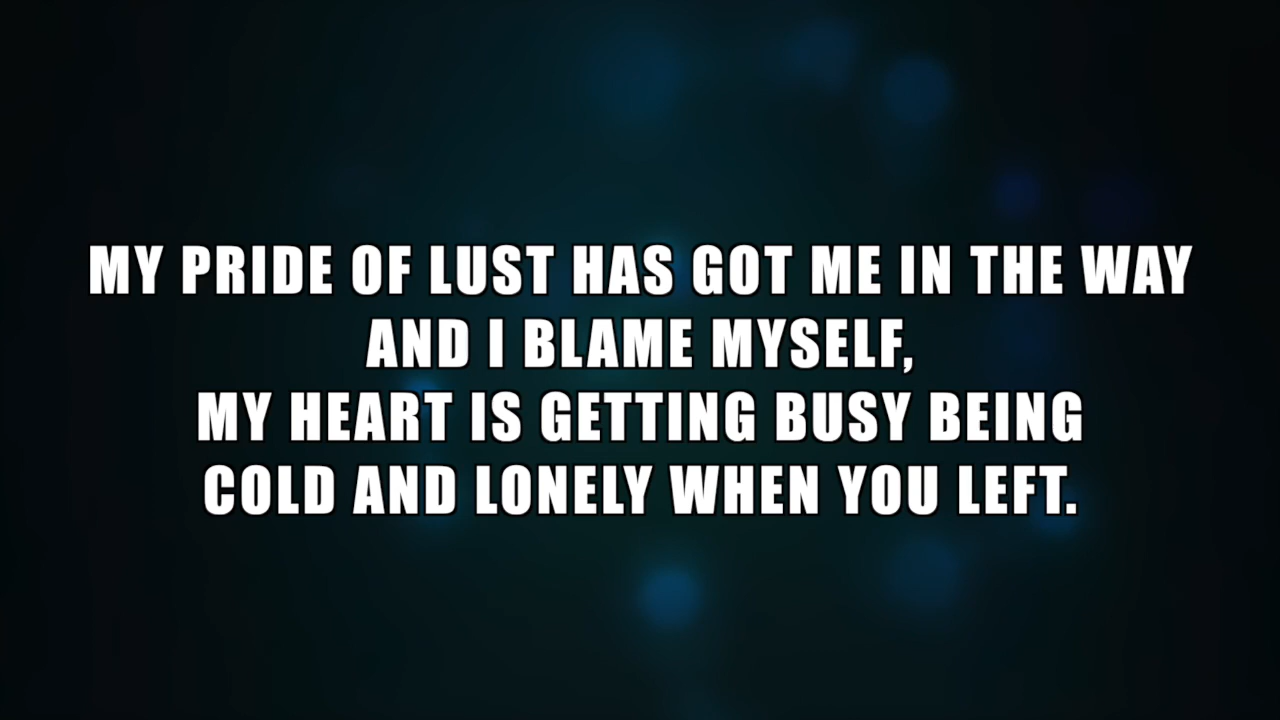 MY PRIDE OF LUST HAS GOT ME IN THE WAY
AND I BLAME MYSELF,
MY HEART IS GETTING BUSY BEING
COLD AND LONELY WHEN YOU LEFT.